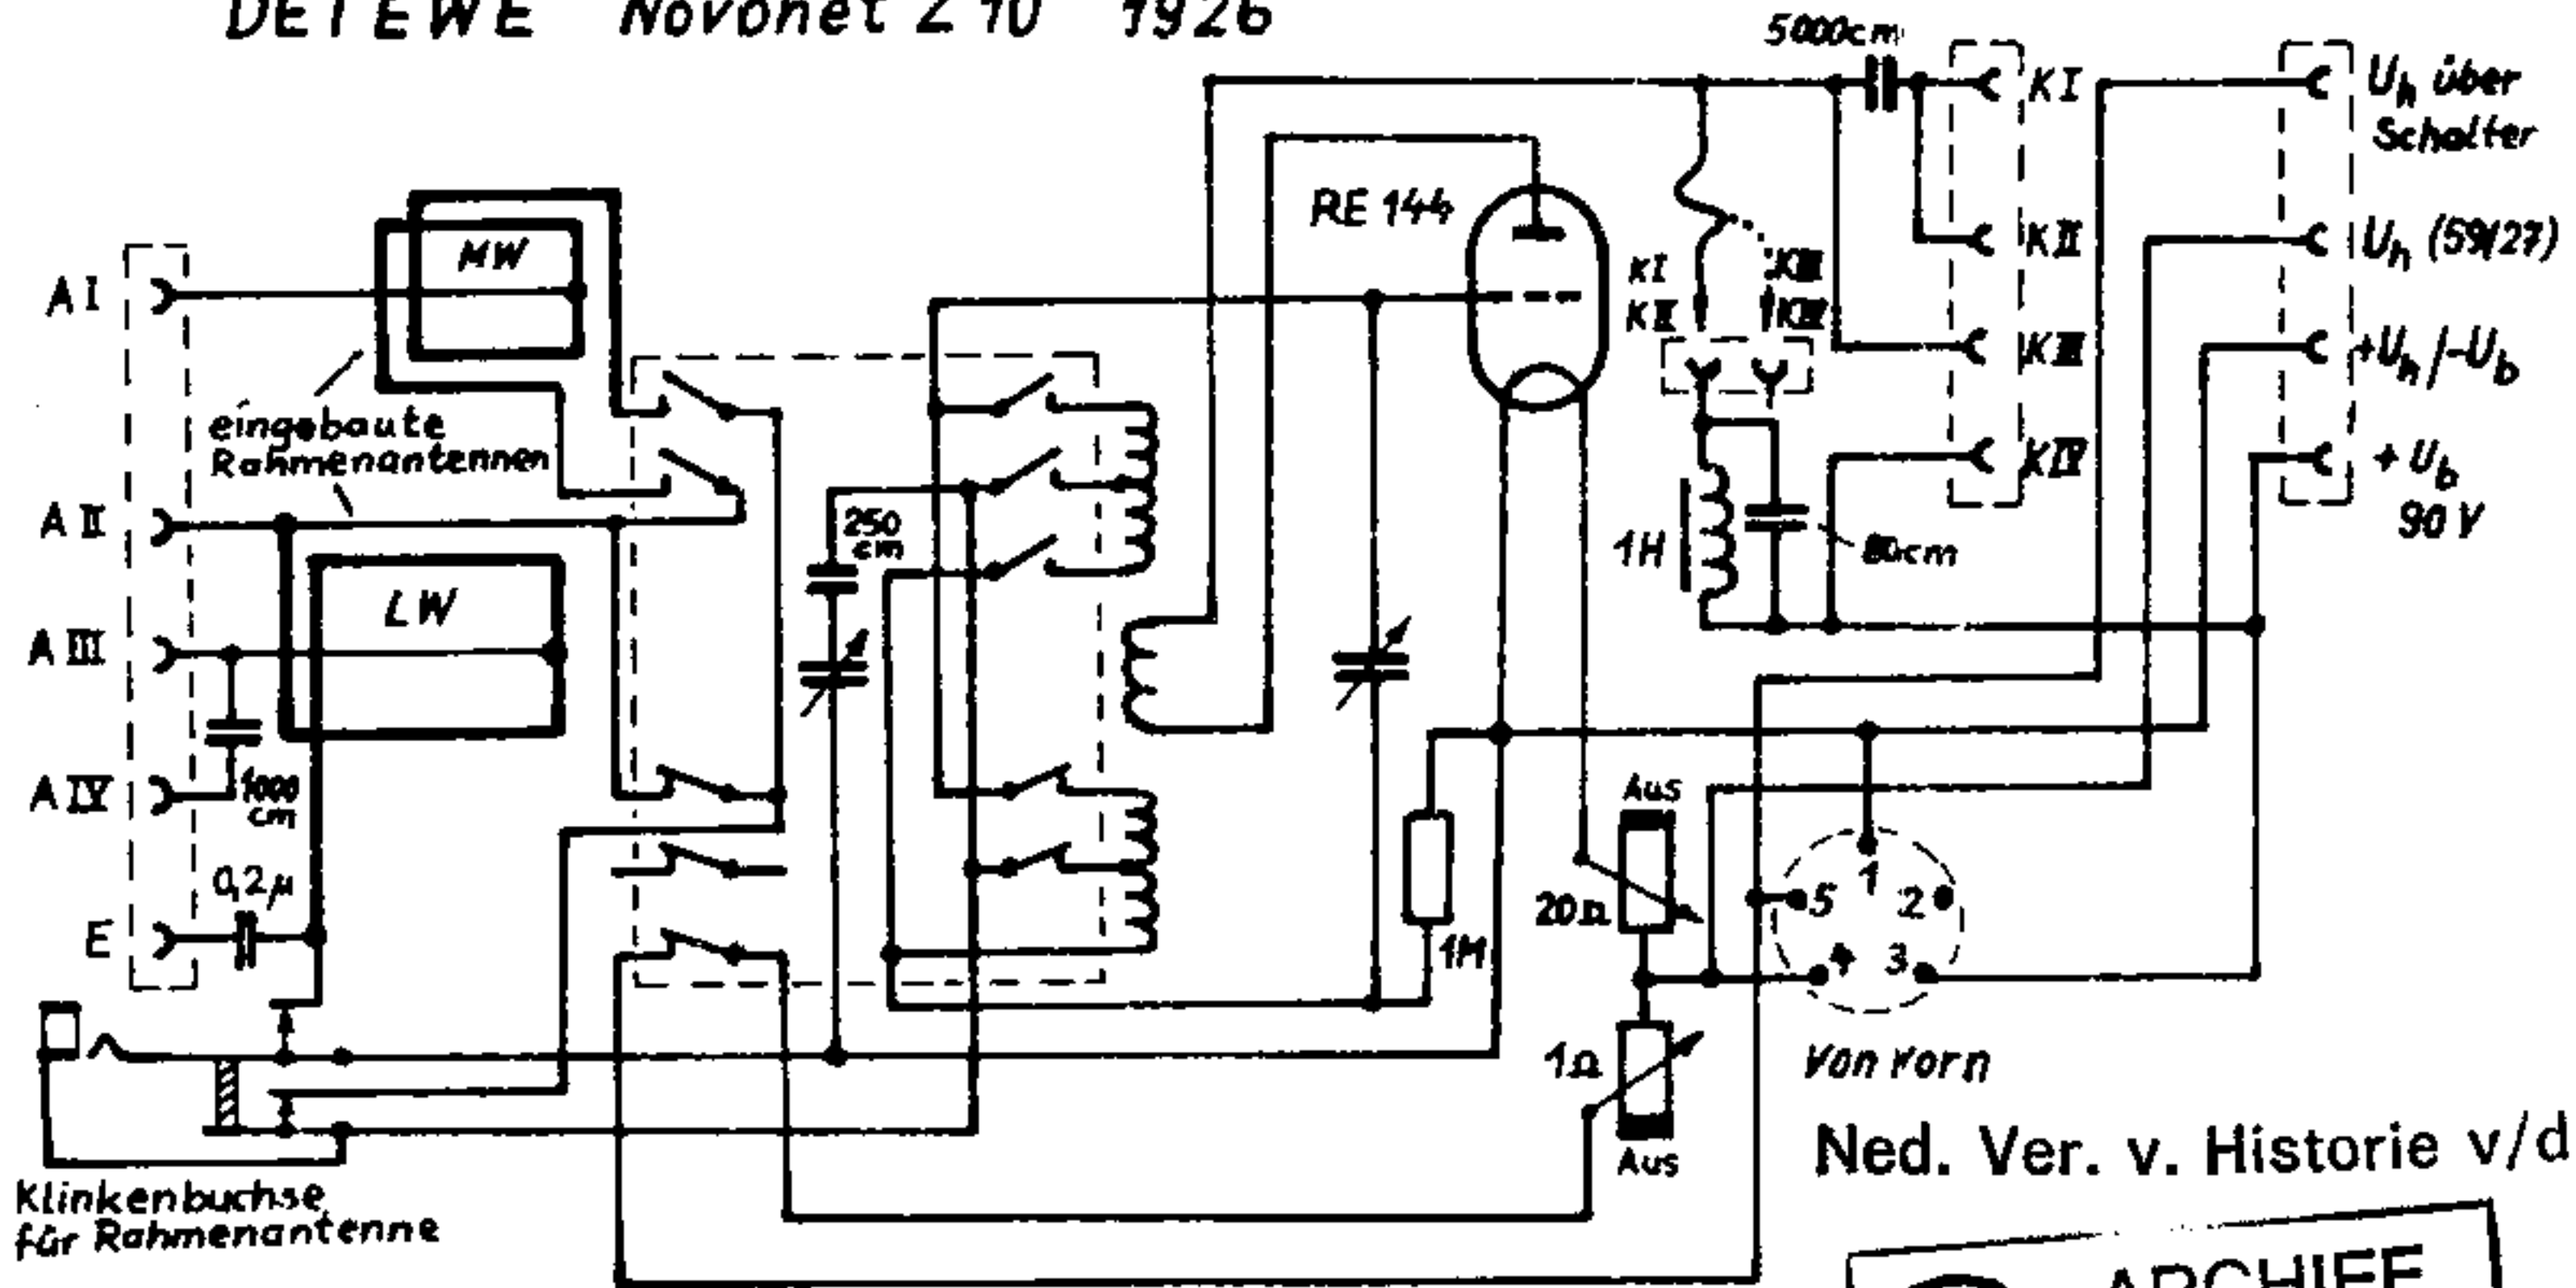 DETEWE Novonet Z 10 1926
5000cm
KI
Uh über
Schalter
RE 144
MW
KII
Uh (59/27)
AI
KI
KII
KIII
KIV
KIII
+Uh/-Ub
eingebaute
Rahmenantennen
KIV
+Ub
90V
AII
250
cm
1H
80cm
LW
AIII
AIV
1000
cm
Aus
0,2µ
E
20Ω
1M
1
5
2
4
3
1Ω
Von vorn
Aus
Klinkenbuchse
für Rahmenantenne
Ned. Ver. v. Historie v/d
ARCHIEF